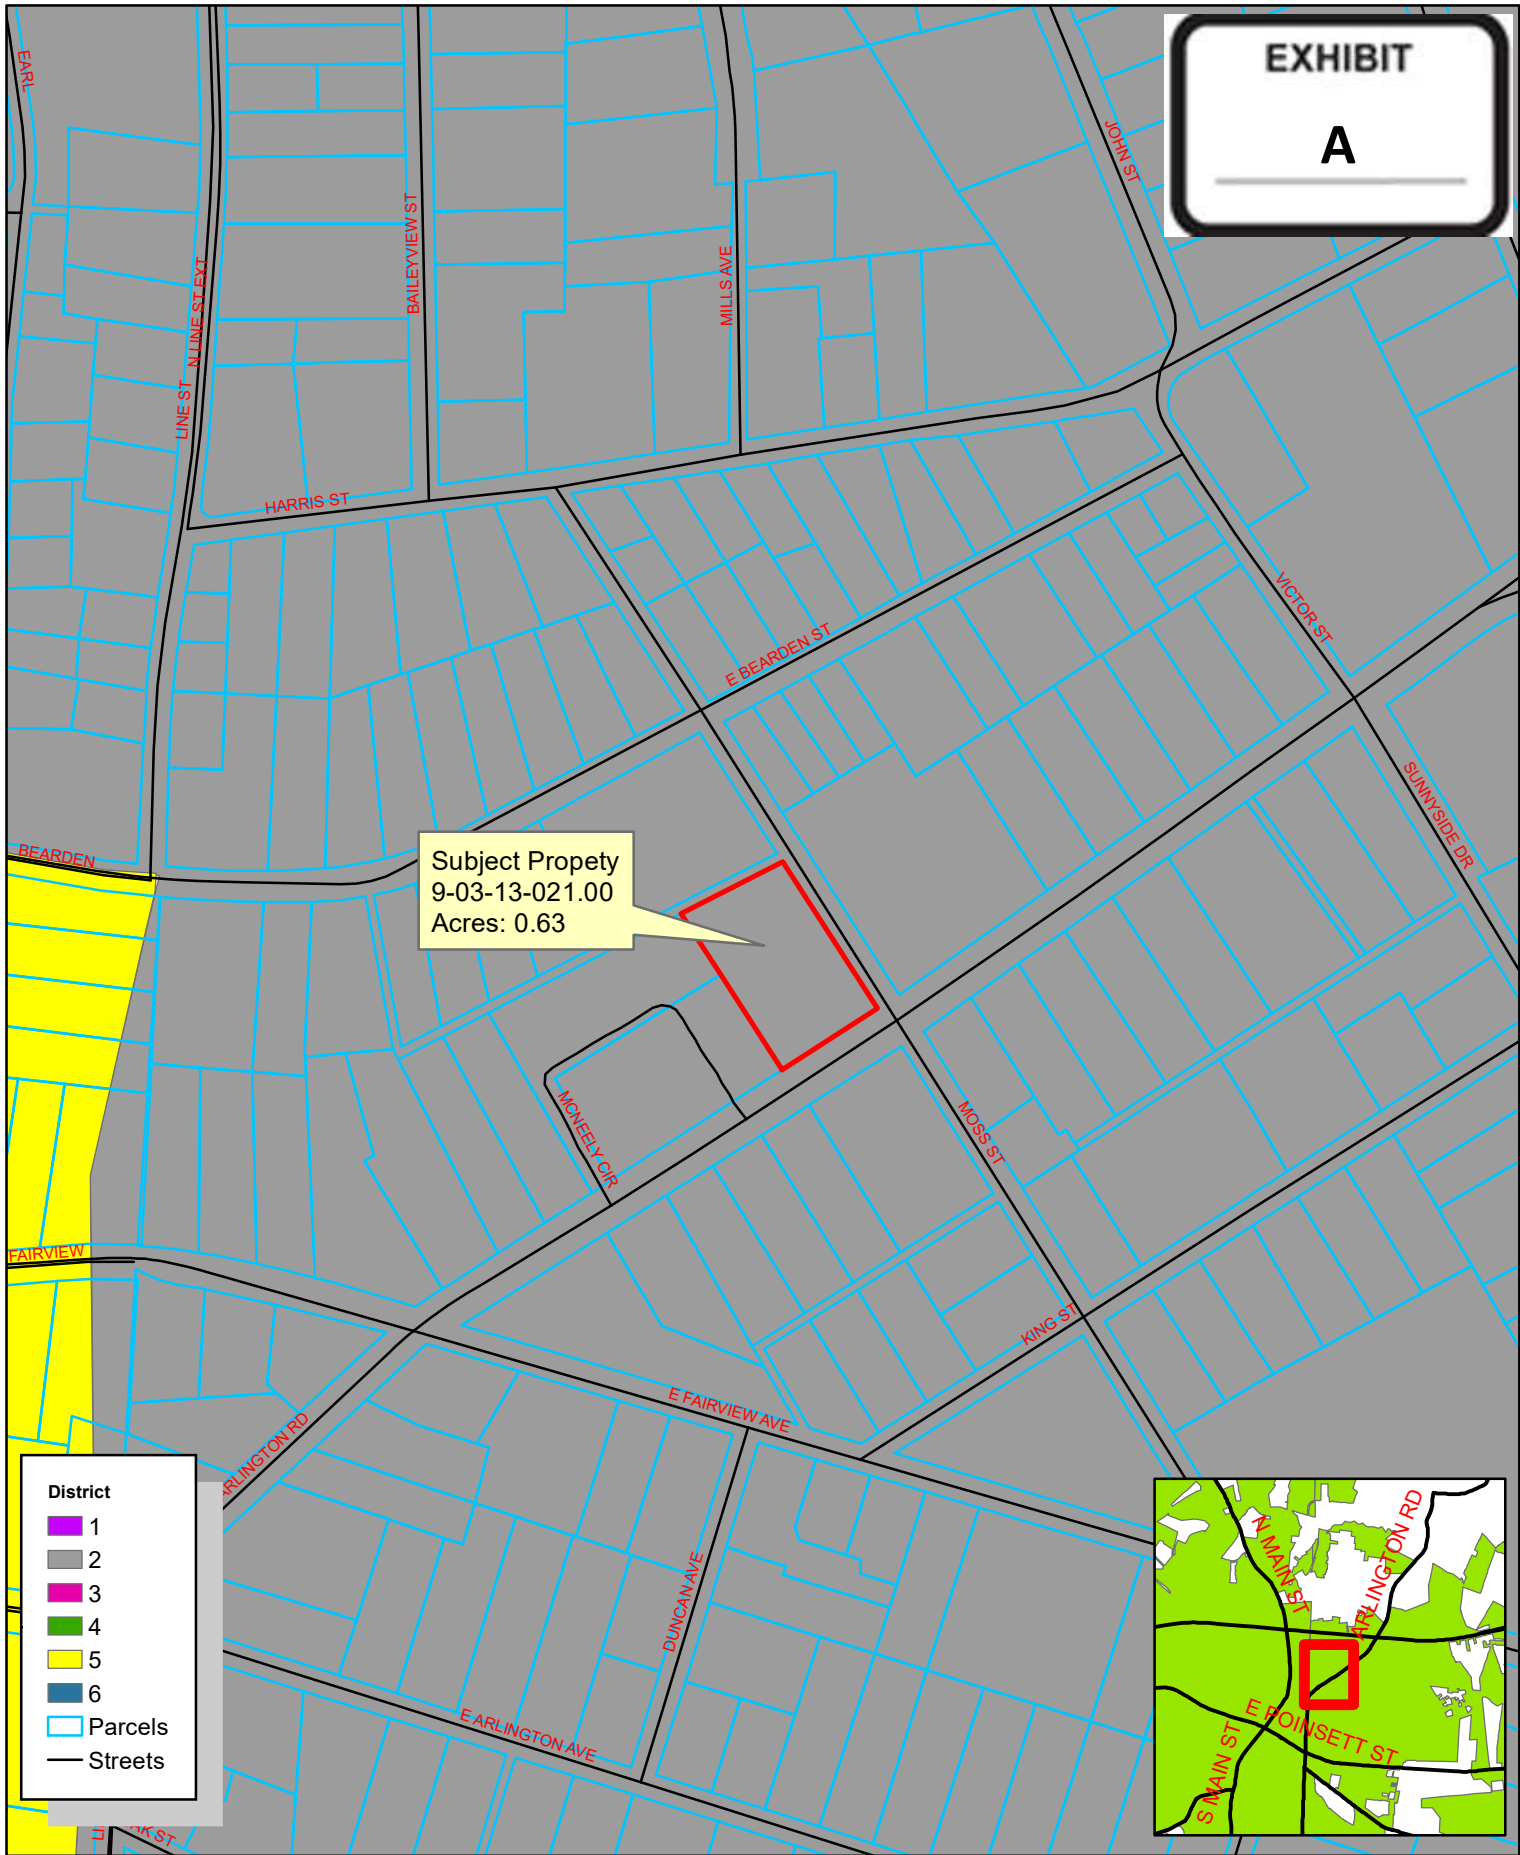 EXHIBIT
A
EARL
JOHN ST
BAILEYVIEW ST
MILLS AVE
N LINE ST EXT
LINE ST
HARRIS ST
E BEARDEN ST
VICTOR ST
SUNNYSIDE DR
BEARDEN
Subject Propety
9-03-13-021.00
Acres: 0.63
MCNEELY CIR
MOSS ST
FAIRVIEW
KING ST
E FAIRVIEW AVE
ARLINGTON RD
DUNCAN AVE
E ARLINGTON AVE
District
1
2
3
4
5
6
Parcels
Streets
N MAIN ST
ARLINGTON RD
E POINSETT ST
S MAIN ST